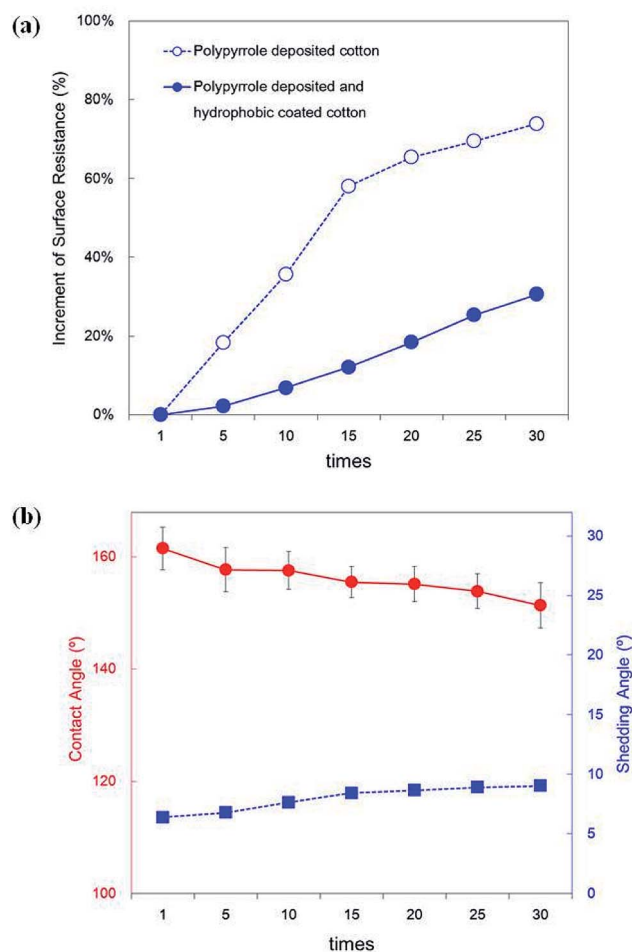 (a)
100%
80%
60%
40%
20%
0%
Increment of Surface Resistance (%)
Polypyrrole deposited cotton
Polypyrrole deposited and
hydrophobic coated cotton
1 5 10 15 20 25 30
times
(b)
160
140
120
100
Contact Angle (º)
30
25
20
15
10
5
0
Shedding Angle (º)
1 5 10 15 20 25 30
times